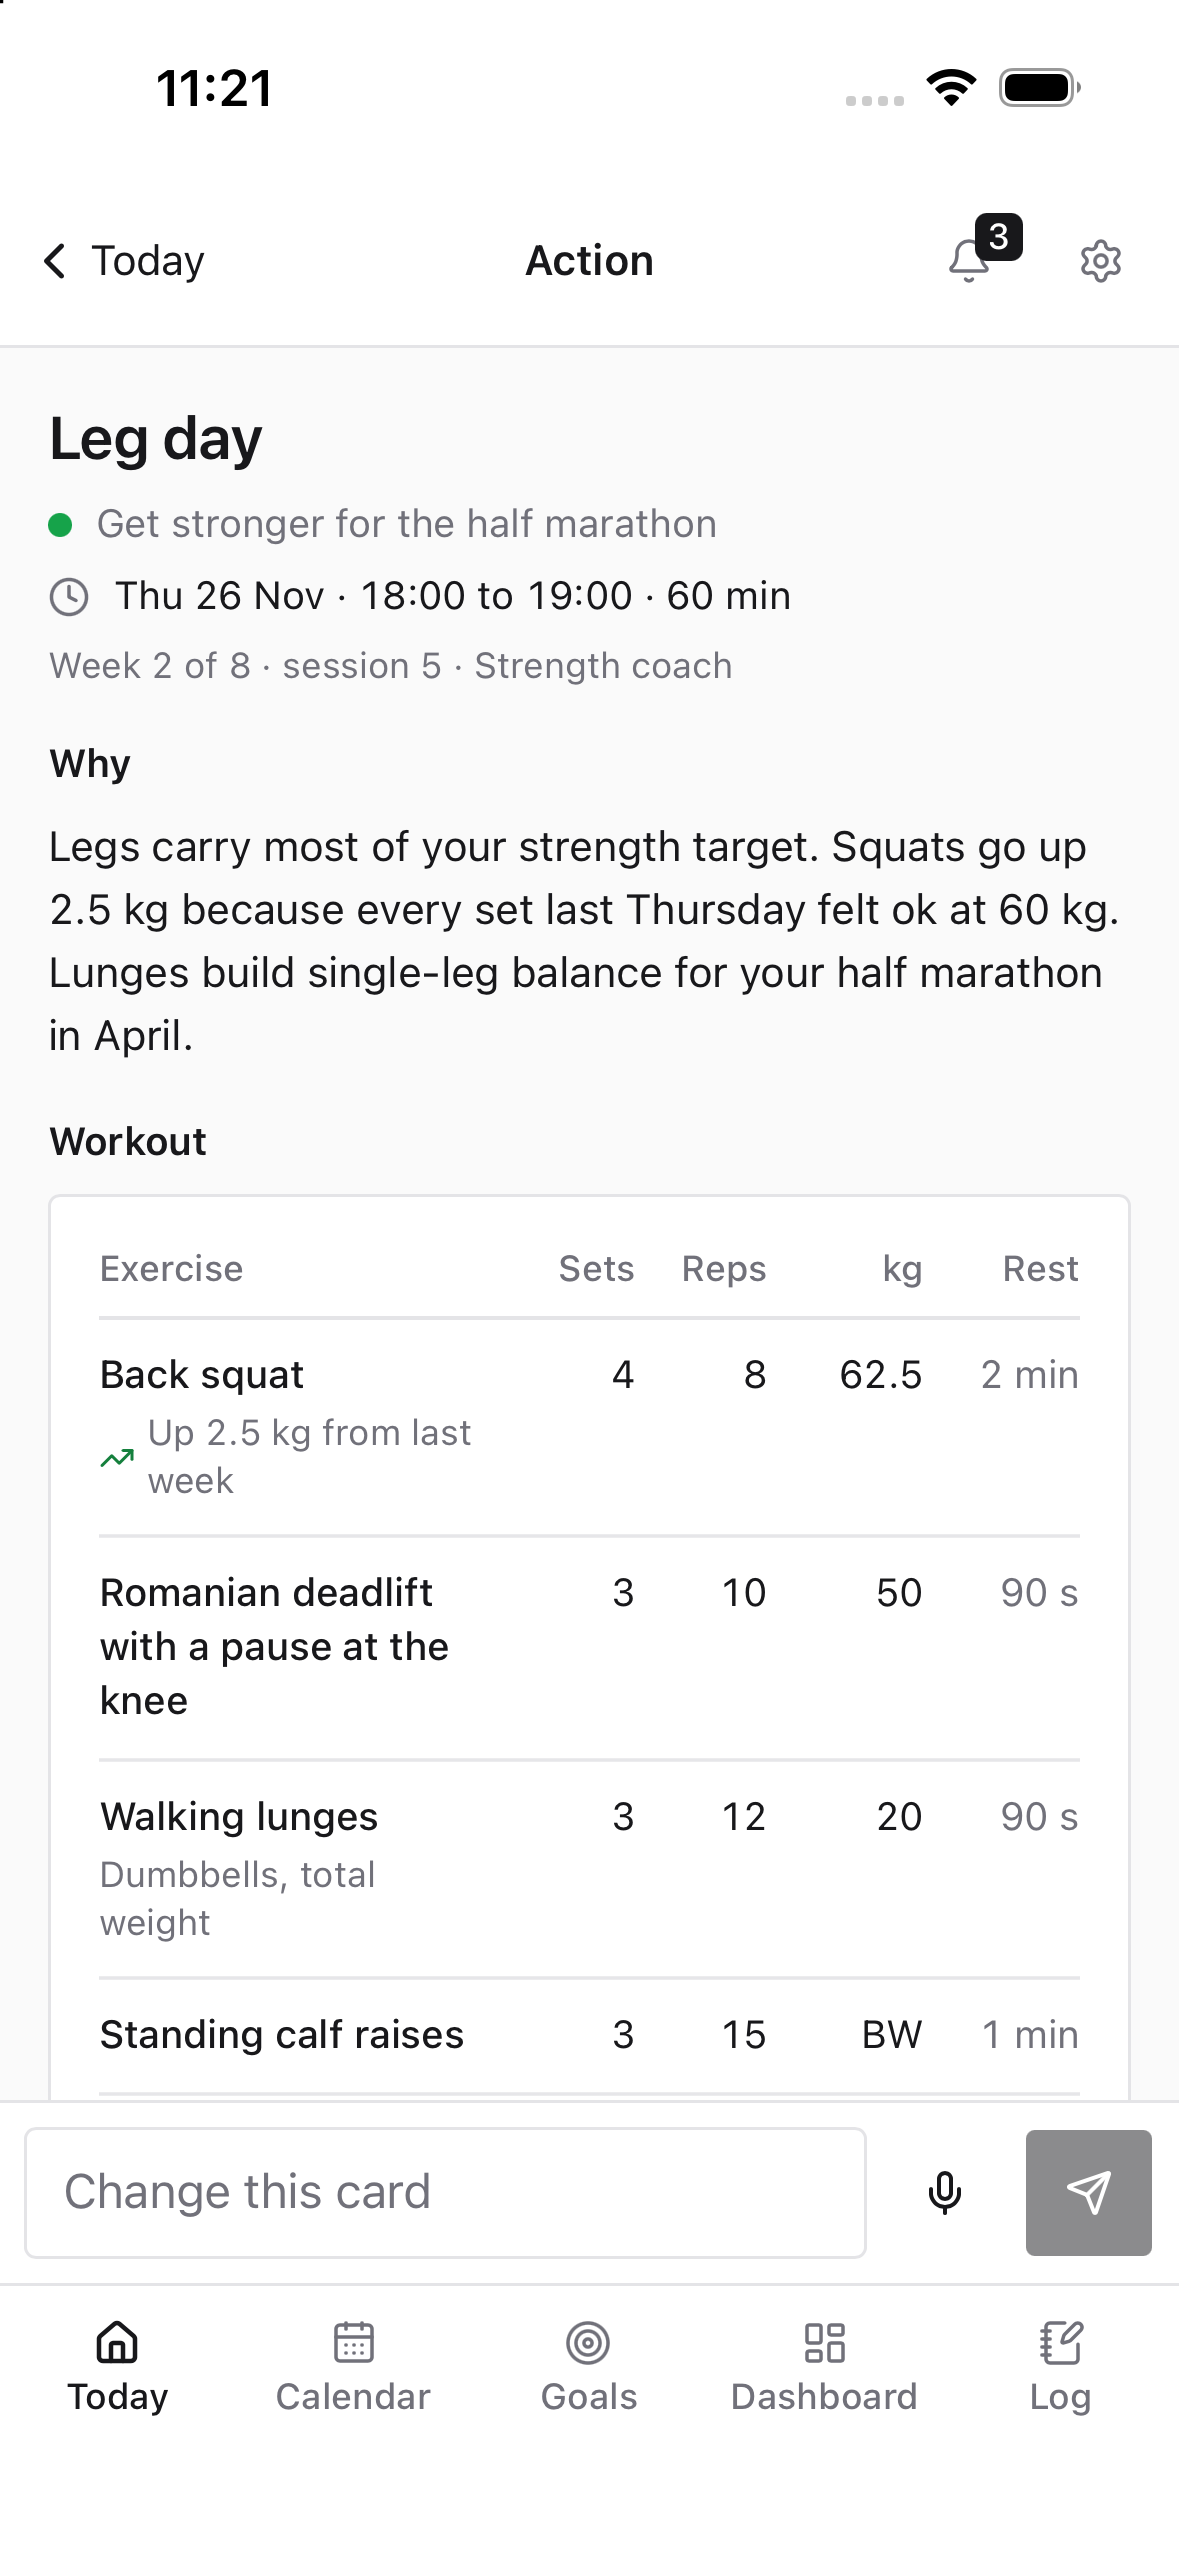 11:21
Today
Action
3
Leg day
Get stronger for the half marathon
Thu 26 Nov · 18:00 to 19:00 · 60 min
Week 2 of 8 · session 5 · Strength coach
Why
Legs carry most of your strength target. Squats go up
2.5 kg because every set last Thursday felt ok at 60 kg.
Lunges build single-leg balance for your half marathon
in April.
Workout
Exercise Sets Reps kg Rest
Back squat 4 8 62.5 2 min
Up 2.5 kg from last
week
Romanian deadlift 3 10 50 90 s
with a pause at the
knee
Walking lunges 3 12 20 90 s
Dumbbells, total
weight
Standing calf raises 3 15 BW 1 min
Change this card
Today Calendar Goals Dashboard Log